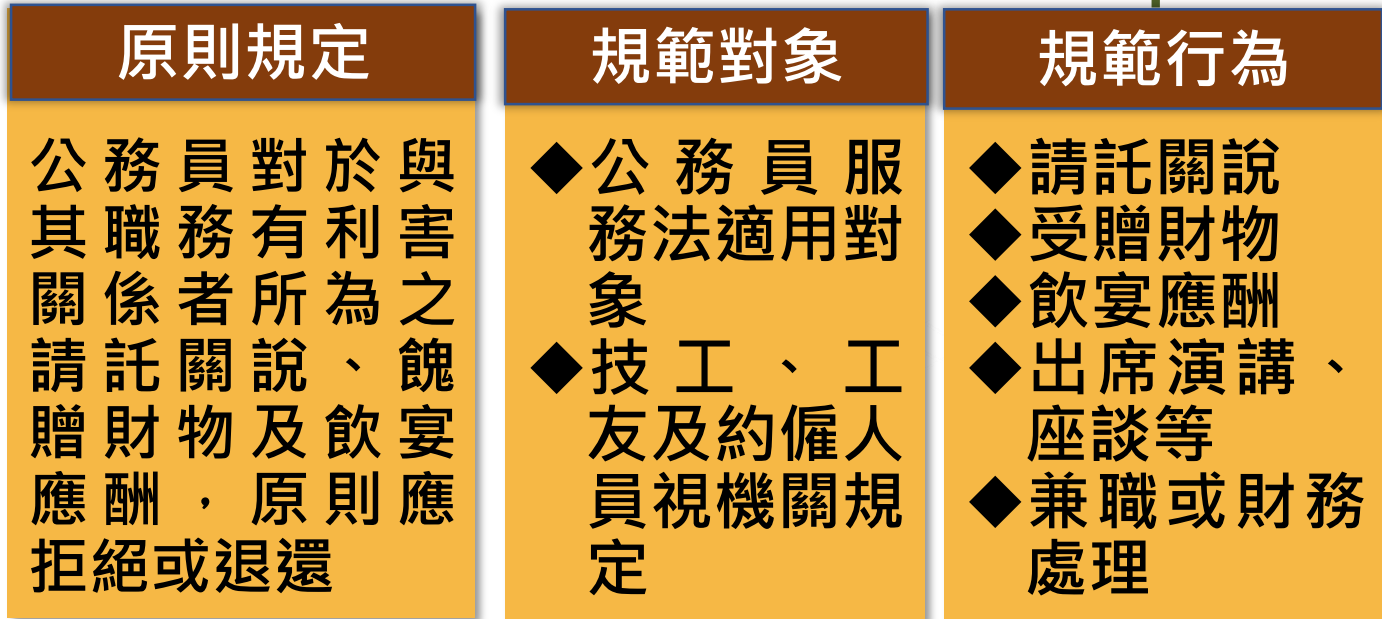 原則規定
公務員對於與
其職務有利害
關係者所為之
請託關說、餽
贈財物及飲宴
應酬，原則應
拒絕或退還
規範對象
◆公務員服
務法適用對
象
◆技工、工
友及約僱人
員視機關規
定
規範行為
◆請託關說
◆受贈財物
◆飲宴應酬
◆出席演講、
座談等
◆兼職或財務
處理